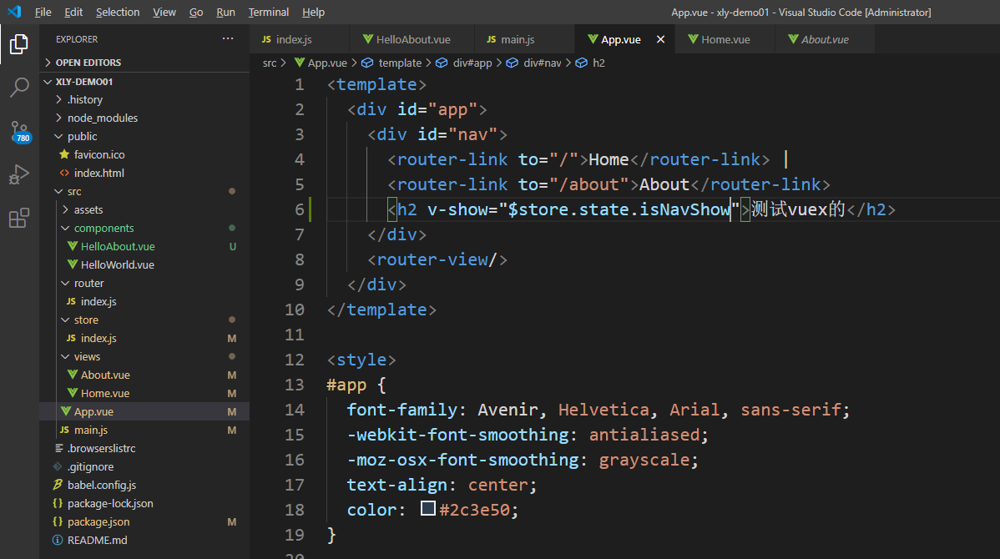 File Edit Selection View Go Run Terminal Help App.vue - xly-demo01 - Visual Studio Code [Administrator]
EXPLORER ···
OPEN EDITORS
XLY-DEMO01
.history
node_modules
public
favicon.ico
index.html
src
assets
components
HelloAbout.vue U
HelloWorld.vue
router
JS index.js
store
JS index.js M
views
About.vue M
Home.vue M
App.vue M
JS main.js M
.browserslistrc
.gitignore
babel.config.js
{} package-lock.json
{} package.json M
README.md
780
JS index.js HelloAbout.vue JS main.js App.vue × Home.vue About.vue
src > App.vue > template > div#app > div#nav > h2
1 <template>
2 <div id="app">
3 <div id="nav">
4 <router-link to="/">Home</router-link> |
5 <router-link to="/about">About</router-link>
6 <h2 v-show="$store.state.isNavShow">测试vuex的</h2>
7 </div>
8 <router-view/>
9 </div>
10 </template>
11
12 <style>
13 #app {
14 font-family: Avenir, Helvetica, Arial, sans-serif;
15 -webkit-font-smoothing: antialiased;
16 -moz-osx-font-smoothing: grayscale;
17 text-align: center;
18 color: #2c3e50;
19 }
20